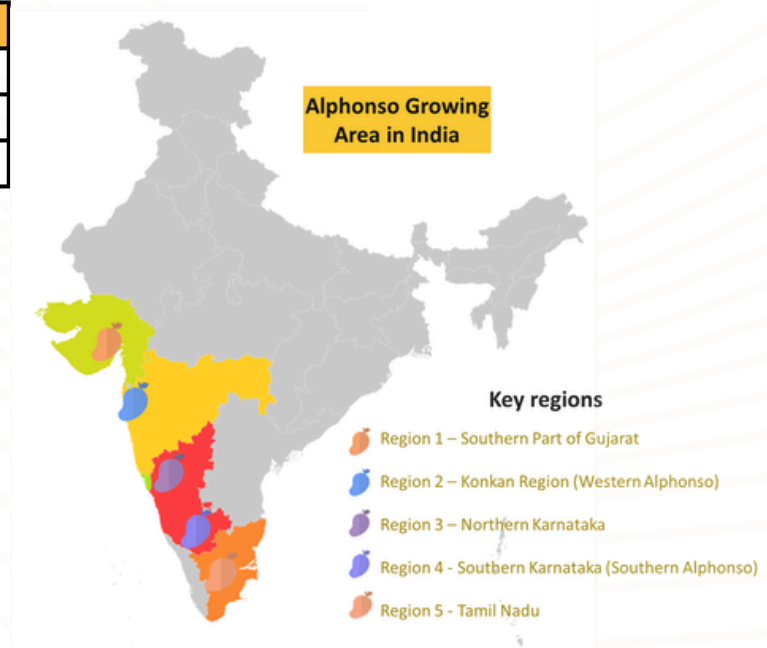 Alphonso Growing
Area in India
Key regions
Region 1 – Southern Part of Gujarat
Region 2 – Konkan Region (Western Alphonso)
Region 3 – Northern Karnataka
Region 4 - Southern Karnataka (Southern Alphonso)
Region 5 - Tamil Nadu